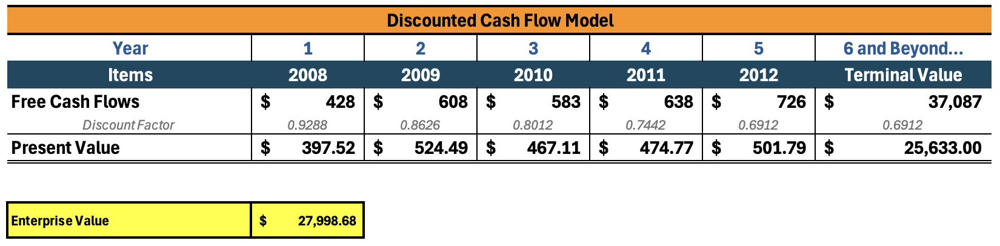 Discounted Cash Flow Model
Year 1 2 3 4 5 6 and Beyond...
Items 2008 2009 2010 2011 2012 Terminal Value
Free Cash Flows $ 428 $ 608 $ 583 $ 638 $ 726 $ 37,087
Discount Factor 0.9288 0.8626 0.8012 0.7442 0.6912 0.6912
Present Value $ 397.52 $ 524.49 $ 467.11 $ 474.77 $ 501.79 $ 25,633.00
Enterprise Value $ 27,998.68